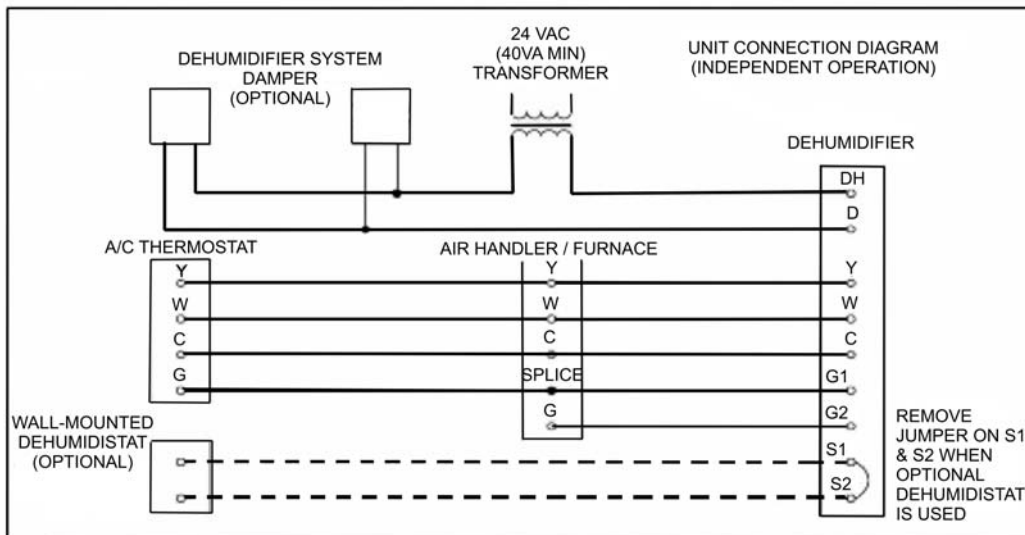 24 VAC
(40VA MIN)
TRANSFORMER
UNIT CONNECTION DIAGRAM
(INDEPENDENT OPERATION)
DEHUMIDIFIER SYSTEM
DAMPER
(OPTIONAL)
DEHUMIDIFIER
DH
D
A/C THERMOSTAT
AIR HANDLER / FURNACE
Y
Y
Y
W
W
W
C
C
C
G
SPLICE
G1
G
G2
WALL-MOUNTED
DEHUMIDISTAT
(OPTIONAL)
S1
S2
REMOVE
JUMPER ON S1
& S2 WHEN
OPTIONAL
DEHUMIDISTAT
IS USED